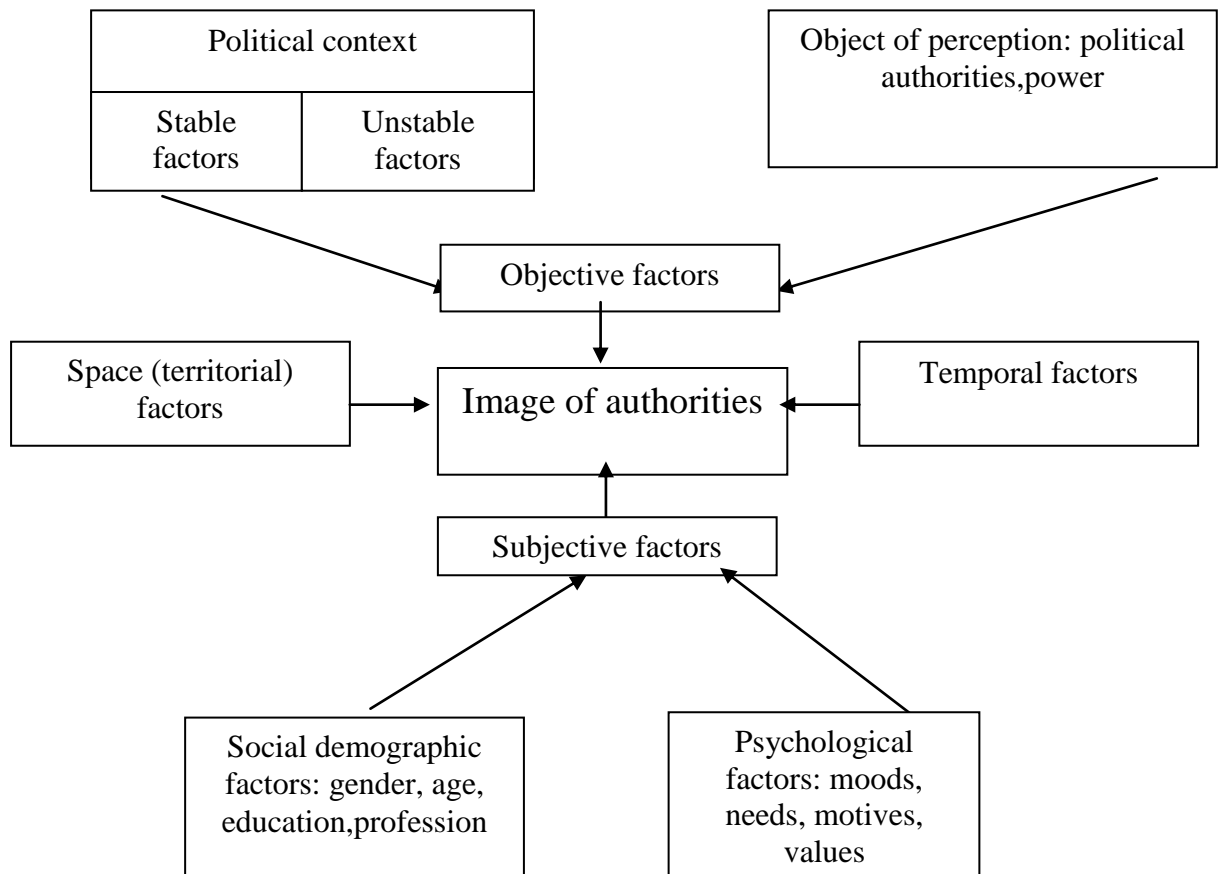 Political context
Stable
factors
Unstable
factors
Object of perception: political
authorities,power
Objective factors
Space (territorial)
factors
Image of authorities
Temporal factors
Subjective factors
Social demographic
factors: gender, age,
education,profession
Psychological
factors: moods,
needs, motives,
values